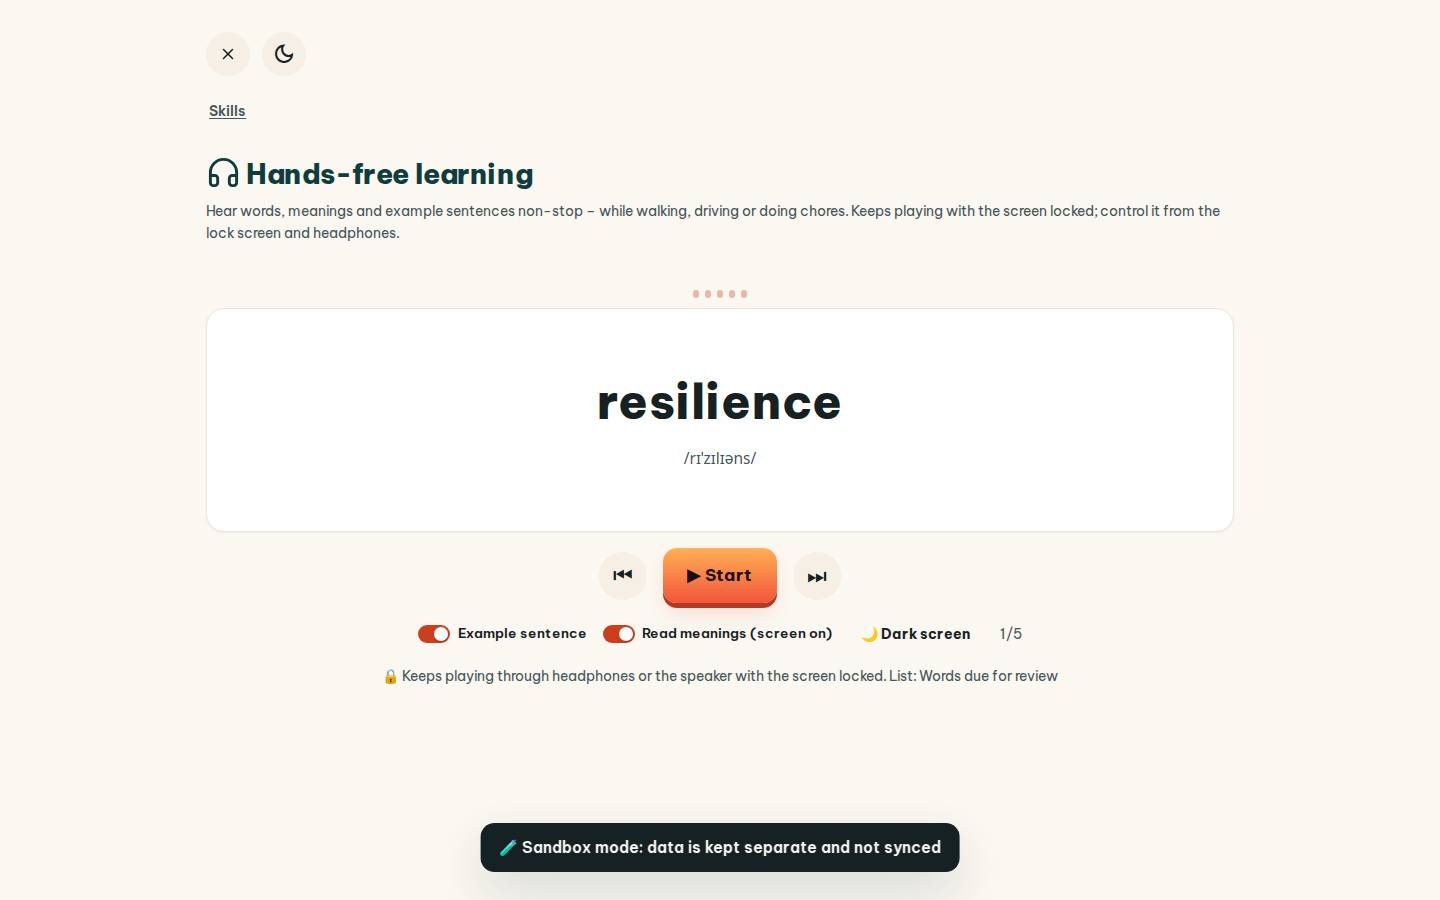 Skills
Hands-free learning
Hear words, meanings and example sentences non-stop – while walking, driving or doing chores. Keeps playing with the screen locked; control it from the
lock screen and headphones.
resilience
/rɪˈzɪlɪəns/
⏮ ▶ Start ⏭
Example sentence Read meanings (screen on) 🌙 Dark screen 1/5
🔒 Keeps playing through headphones or the speaker with the screen locked. List: Words due for review
🧪 Sandbox mode: data is kept separate and not synced